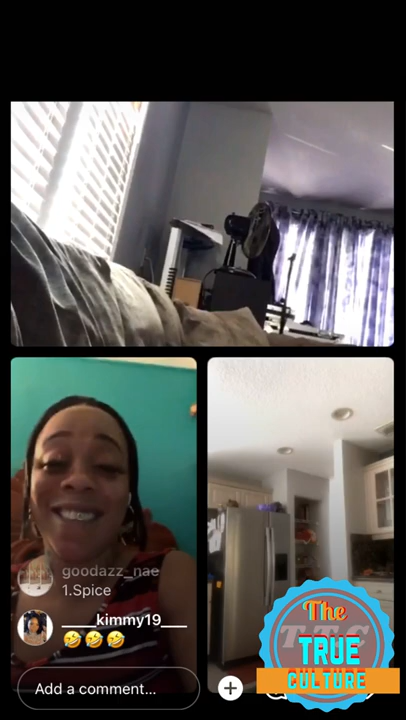 goodazz_nae
1.Spice
____kimmy19___
🤣🤣🤣
Add a comment...
The
TRUE
CULTURE